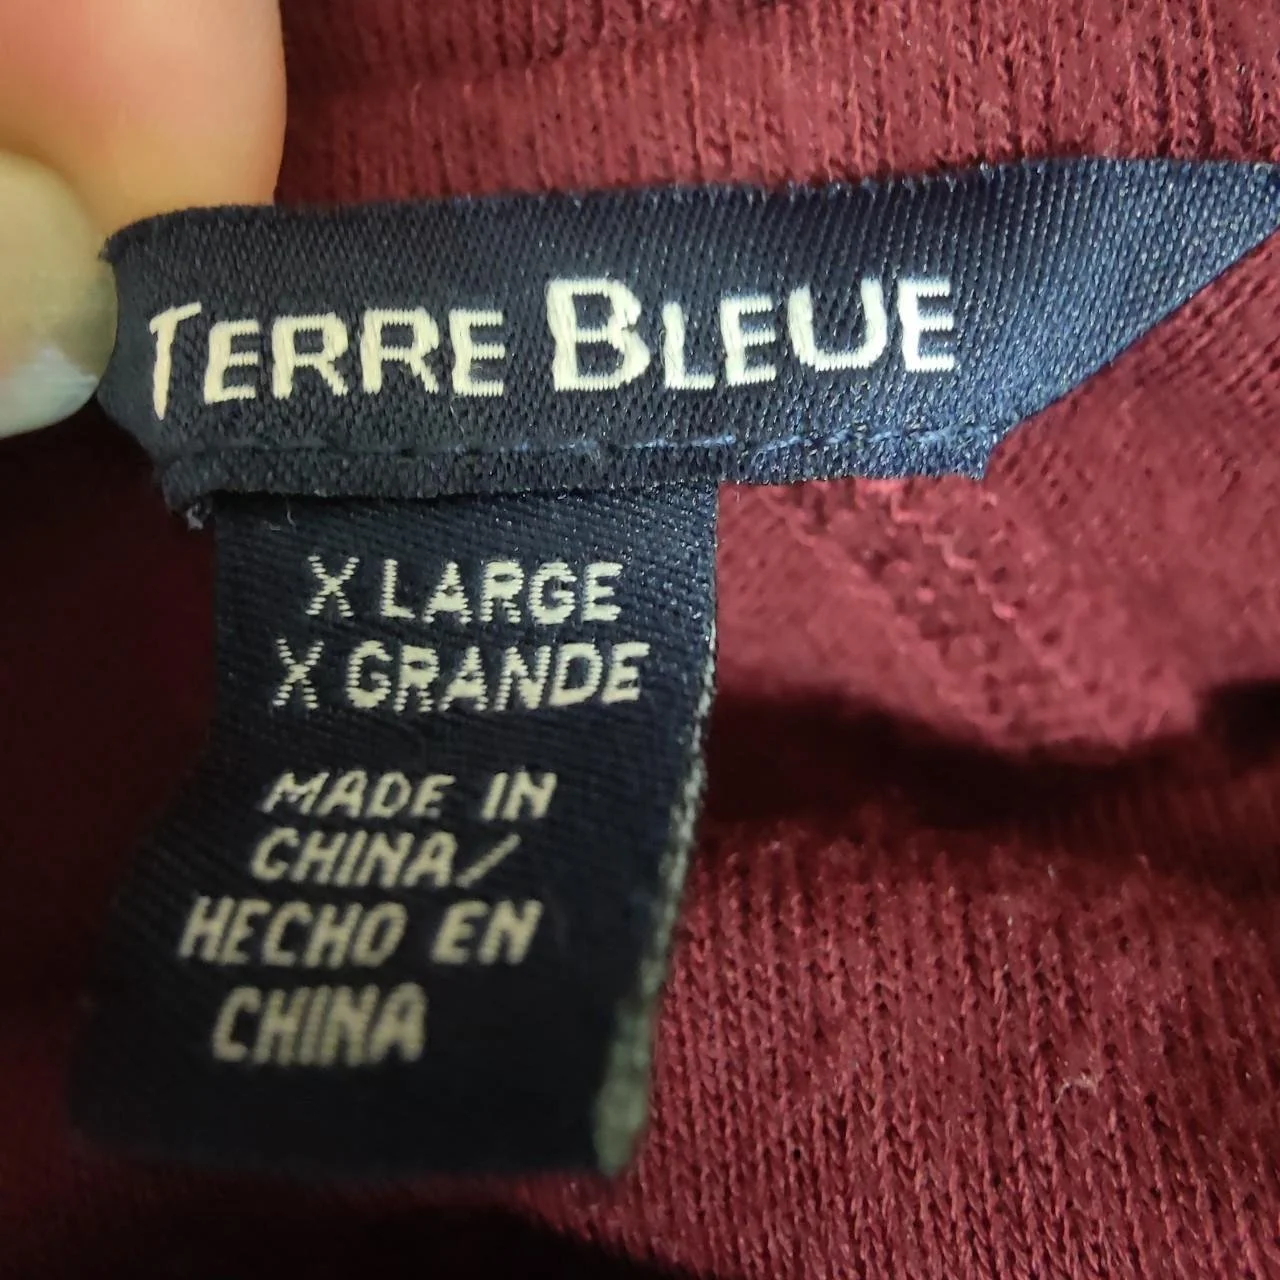 TERRE BLEUE
X LARGE
X GRANDE
MADE IN
CHINA/
HECHO EN
CHINA